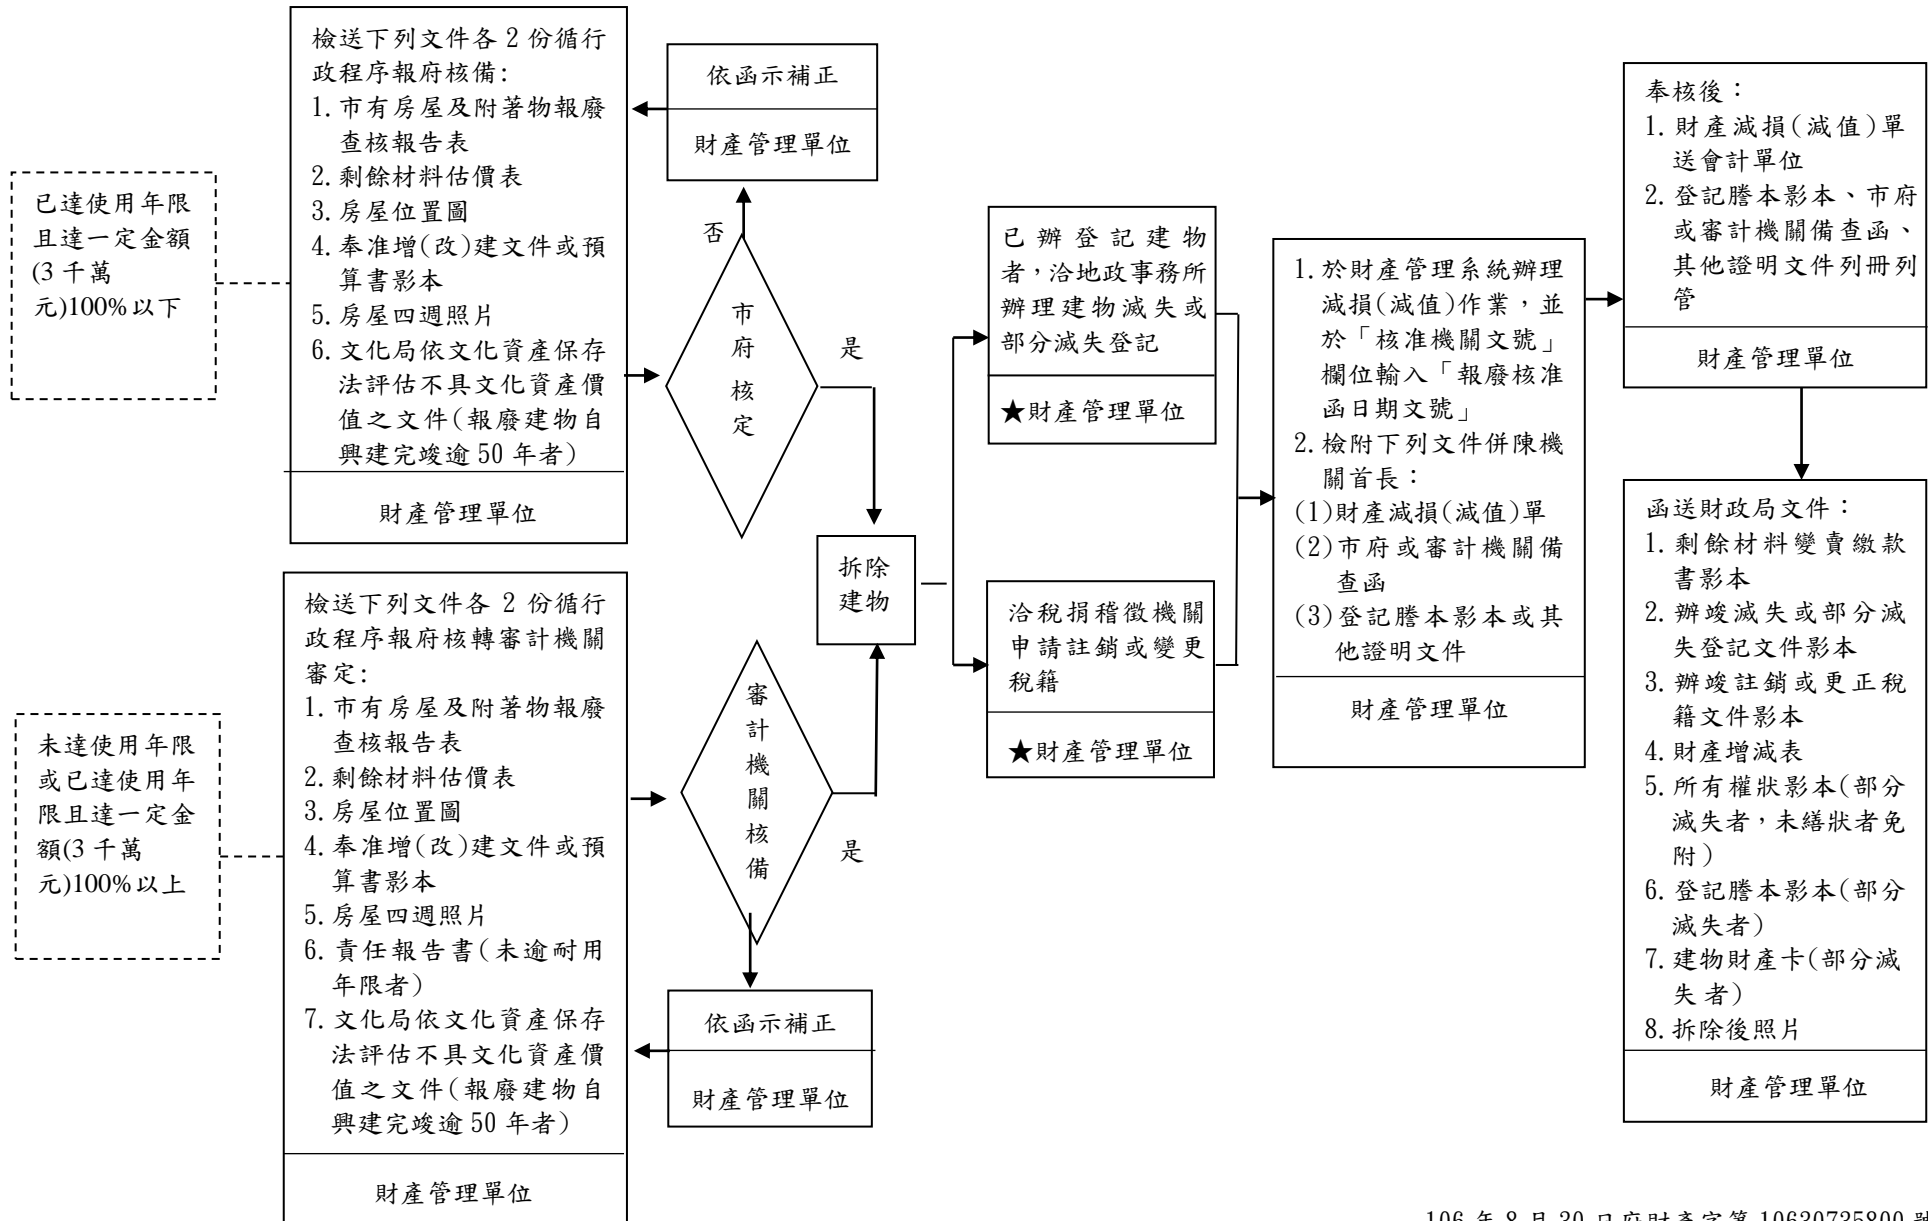 已達使用年限
且達一定金額
(3 千萬
元)100%以下
檢送下列文件各 2 份循行
政程序報府核備:
1.市有房屋及附著物報廢
查核報告表
2.剩餘材料估價表
3.房屋位置圖
4.奉准增(改)建文件或預
算書影本
5.房屋四週照片
6.文化局依文化資產保存
法評估不具文化資產價
值之文件(報廢建物自
興建完竣逾 50 年者)
財產管理單位
依函示補正
財產管理單位
否
市
府
核
定
是
未達使用年限
或已達使用年
限且達一定金
額(3 千萬
元)100%以上
檢送下列文件各 2 份循行
政程序報府核轉審計機關
審定:
1.市有房屋及附著物報廢
查核報告表
2.剩餘材料估價表
3.房屋位置圖
4.奉准增(改)建文件或預
算書影本
5.房屋四週照片
6.責任報告書(未逾耐用
年限者)
7.文化局依文化資產保存
法評估不具文化資產價
值之文件(報廢建物自
興建完竣逾 50 年者)
財產管理單位
審
計
機
關
核
備
是
依函示補正
財產管理單位
拆除
建物
已辦登記建物
者,洽地政事務所
辦理建物滅失或
部分滅失登記
★財產管理單位
洽稅捐稽徵機關
申請註銷或變更
稅籍
★財產管理單位
1.於財產管理系統辦理
減損(減值)作業,並
於「核准機關文號」
欄位輸入「報廢核准
函日期文號」
2.檢附下列文件併陳機
關首長:
(1)財產減損(減值)單
(2)市府或審計機關備
查函
(3)登記謄本影本或其
他證明文件
財產管理單位
奉核後:
1.財產減損(減值)單
送會計單位
2.登記謄本影本、市府
或審計機關備查函、
其他證明文件列冊列
管
財產管理單位
函送財政局文件:
1.剩餘材料變賣繳款
書影本
2.辦竣滅失或部分滅
失登記文件影本
3.辦竣註銷或更正稅
籍文件影本
4.財產增減表
5.所有權狀影本(部分
滅失者,未繕狀者免
附)
6.登記謄本影本(部分
滅失者)
7.建物財產卡(部分滅
失者)
8.拆除後照片
財產管理單位